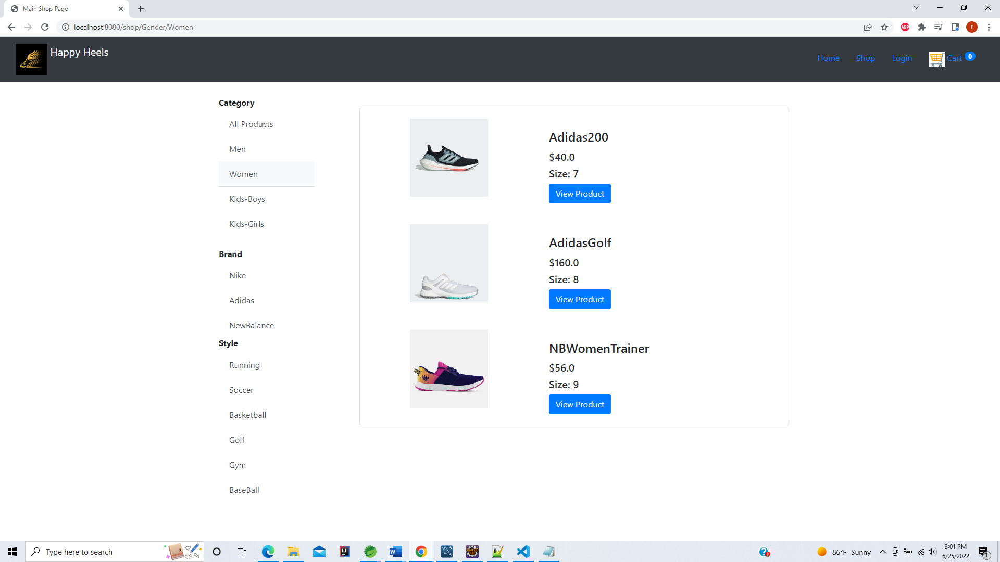 Main Shop Page
localhost:8080/shop/Gender/Women
ABP
r
Happy Heels
Home
Shop
Login
Cart 0
Category
All Products
Men
Women
Kids-Boys
Kids-Girls
Brand
Nike
Adidas
NewBalance
Style
Running
Soccer
Basketball
Golf
Gym
BaseBall
Adidas200
$40.0
Size: 7
View Product
AdidasGolf
$160.0
Size: 8
View Product
NBWomenTrainer
$56.0
Size: 9
View Product
Type here to search
86°F Sunny
3:01 PM
6/25/2022
1